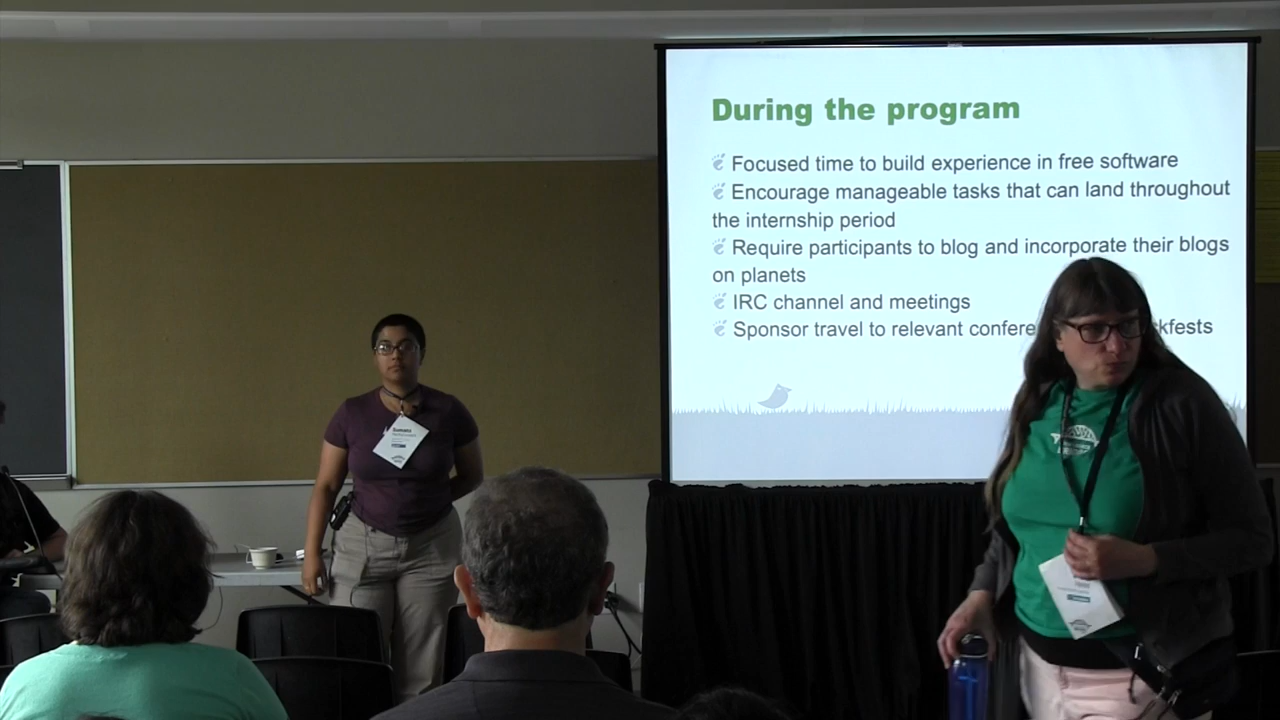 During the program
Focused time to build experience in free software
Encourage manageable tasks that can land throughout
the internship period
Require participants to blog and incorporate their blogs
on planets
IRC channel and meetings
Sponsor travel to relevant
Sumana